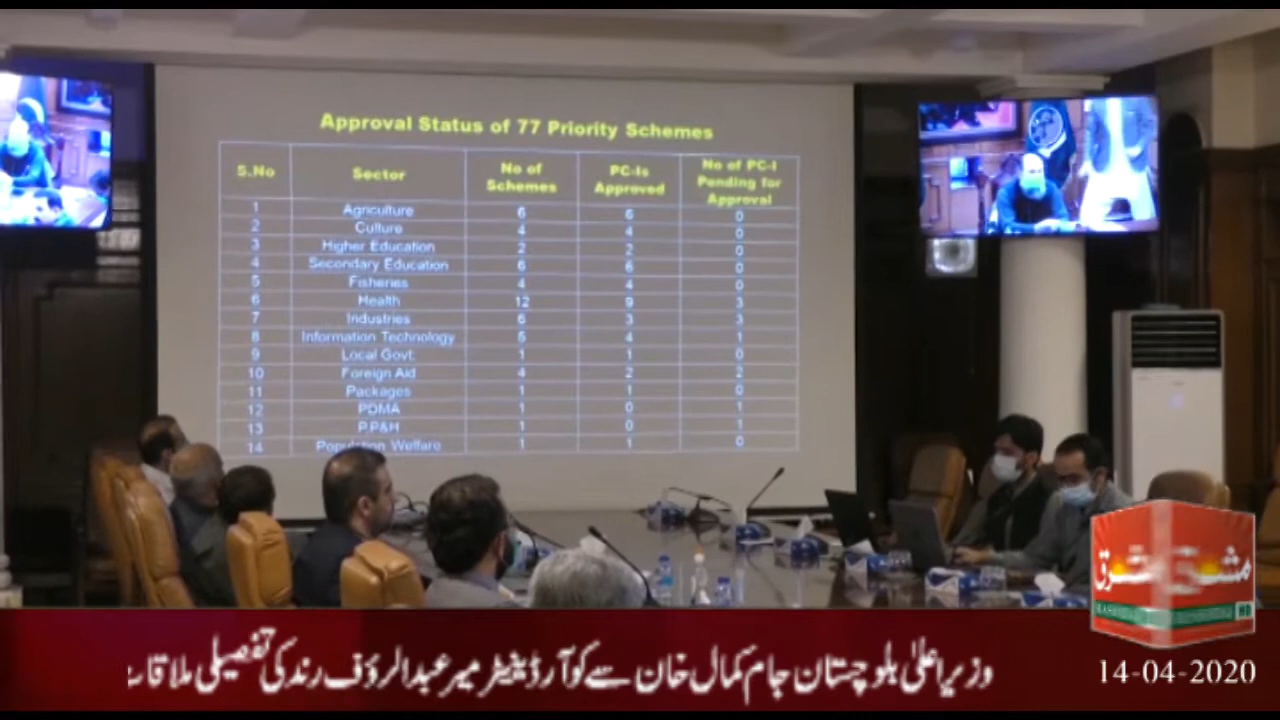 Approval Status of 77 Priority Schemes
S.No Sector No of Schemes PC-Is Approved No of PC-I Pending for Approval
1 Agriculture 6 6 0
2 Culture 4 4 0
3 Higher Education 2 2 0
4 Secondary Education 6 6 0
5 Fisheries 4 4 0
6 Health 12 9 3
7 Industries 6 3 3
8 Information Technology 5 4 1
9 Local Govt: 1 1 0
10 Foreign Aid 4 2 2
11 Packages 1 1 0
12 PDMA 1 0 1
13 P.P&H 1 0 1
14 Population Welfare 1 1 0
مشرق
وزیراعلیٰ بلوچستان جام کمال خان سے کوآرڈینیٹر میر عبدالرؤف رند کی تفصیلی ملاقات
14-04-2020